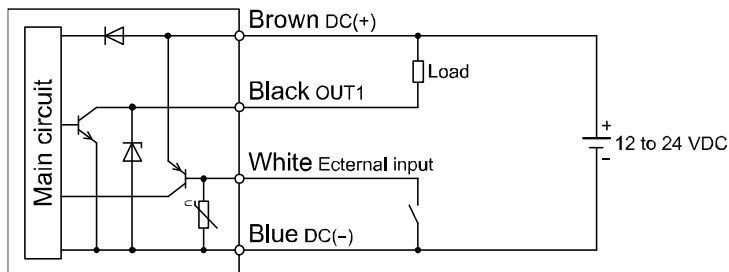 Brown DC(+)
Load
Black OUT1
Main circuit
+
12 to 24 VDC
−
White Ecternal input
Blue DC(−)